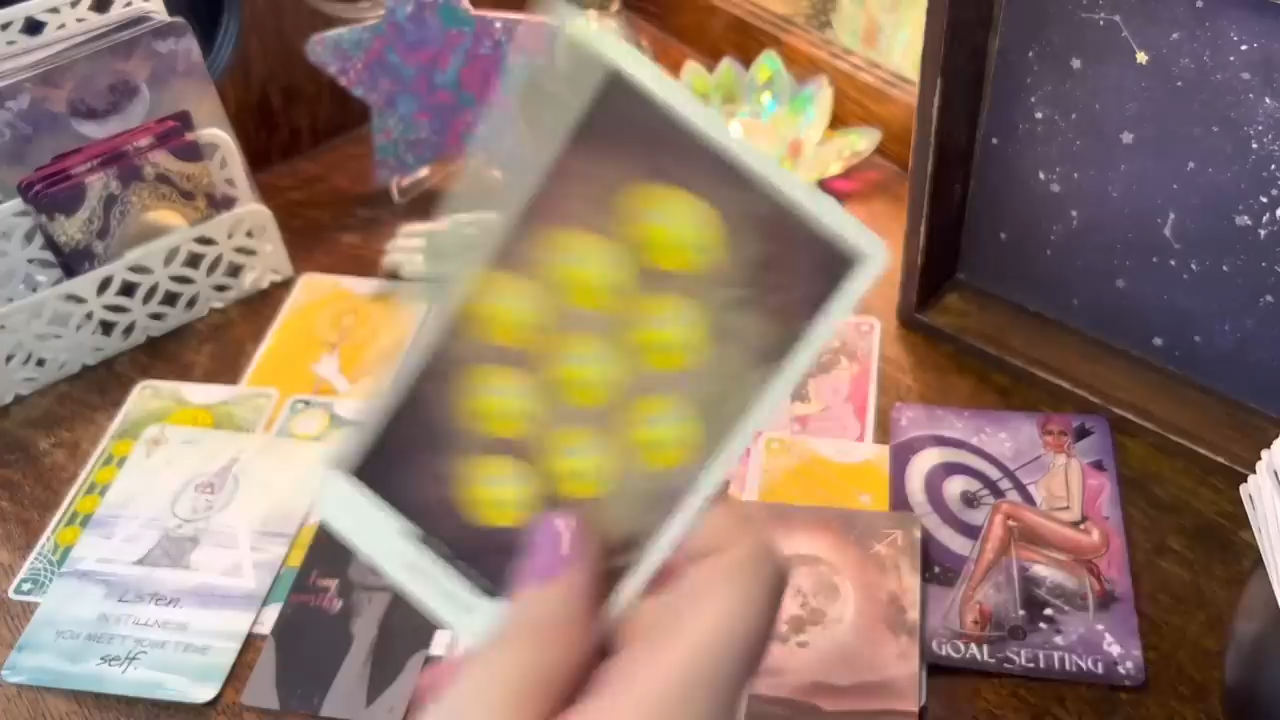 Listen.
IN STILLNESS
YOU MEET YOUR TRUE
self.
GOAL-SETTING